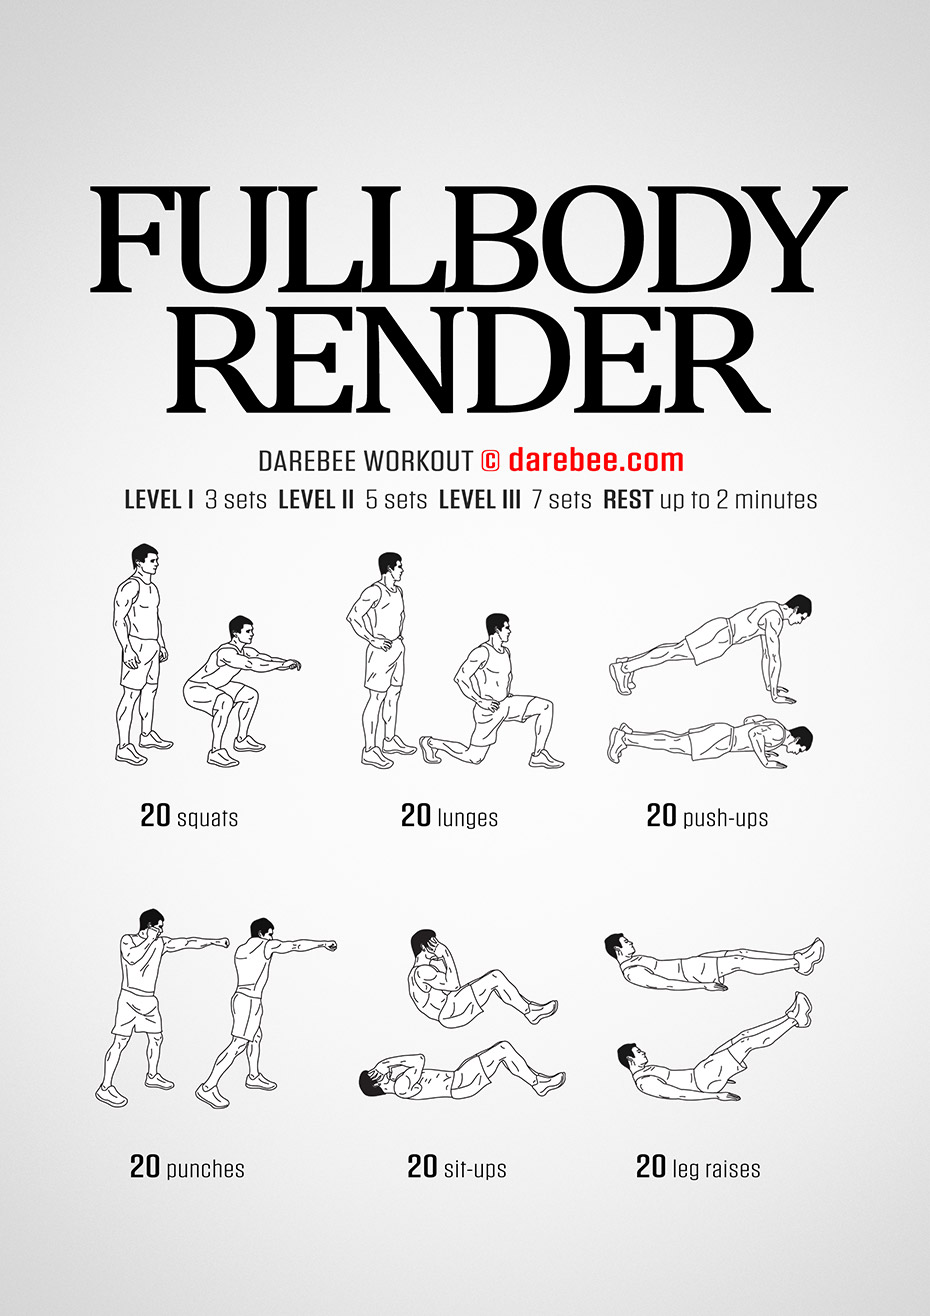 FULLBODY
RENDER
DAREBEE WORKOUT © darebee.com
LEVEL I 3 sets LEVEL II 5 sets LEVEL III 7 sets REST up to 2 minutes
20 squats
20 lunges
20 push-ups
20 punches
20 sit-ups
20 leg raises